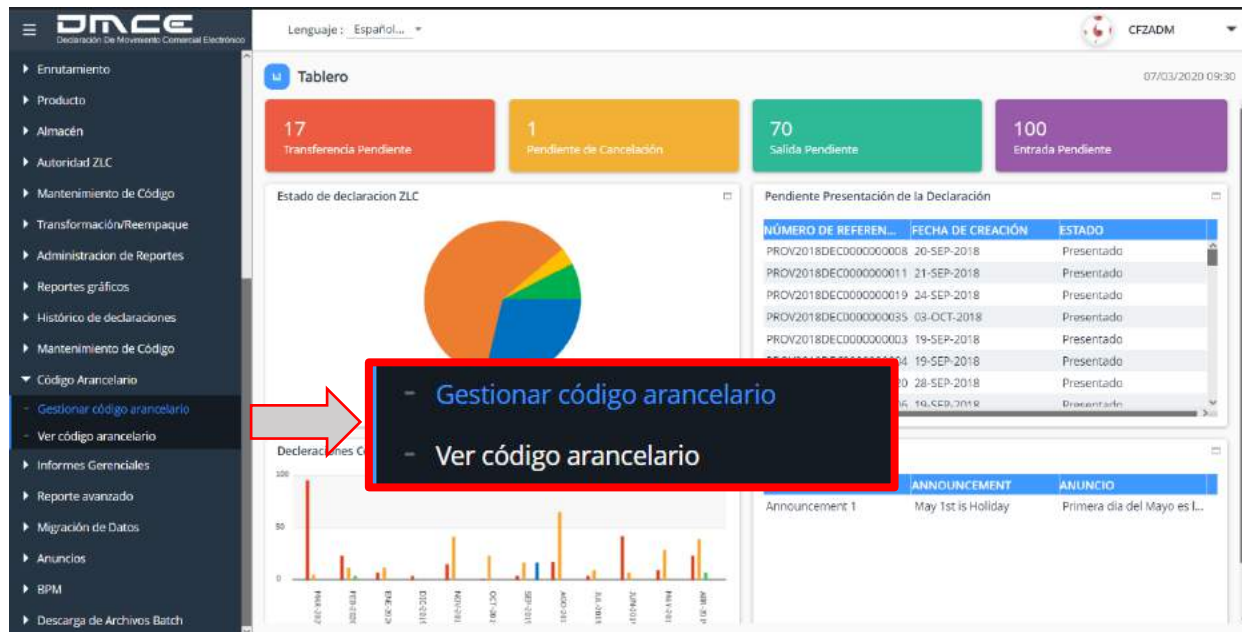 DMCE
Declaración De Movimiento Comercial Electrónico
Lenguaje : Español...
CFZADM
Enrutamiento
Producto
Almacén
Autoridad ZLC
Mantenimiento de Código
Transformación/Reempaque
Administracion de Reportes
Reportes gráficos
Histórico de declaraciones
Mantenimiento de Código
Código Arancelario
- Gestionar código arancelario
- Ver código arancelario
Informes Gerenciales
Reporte avanzado
Migración de Datos
Anuncios
BPM
Descarga de Archivos Batch
Tablero
07/03/2020 09:30
17
Transferencia Pendiente
1
Pendiente de Cancelación
70
Salida Pendiente
100
Entrada Pendiente
Estado de declaracion ZLC
Pendiente Presentación de la Declaración
NÚMERO DE REFEREN... FECHA DE CREACIÓN ESTADO
PROV2018DEC0000000008 20-SEP-2018 Presentado
PROV2018DEC0000000011 21-SEP-2018 Presentado
PROV2018DEC0000000019 24-SEP-2018 Presentado
PROV2018DEC0000000035 03-OCT-2018 Presentado
PROV2018DEC0000000003 19-SEP-2018 Presentado
19-SEP-2018 Presentado
28-SEP-2018 Presentado
19-SEP-2018 Presentado
- Gestionar código arancelario
- Ver código arancelario
Decleraciones
100
50
0
ANNOUNCEMENT ANUNCIO
Announcement 1 May 1st is Holiday Primera dia del Mayo es l...